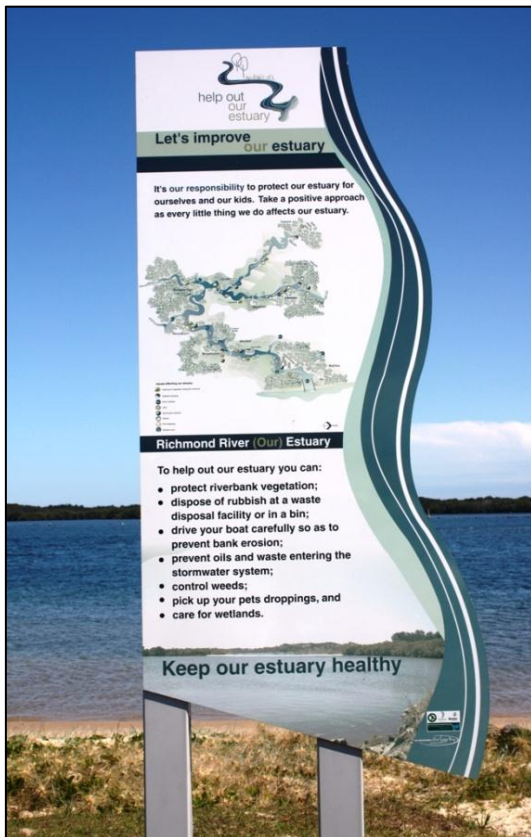 help out
our
estuary
Let's improve
our estuary
It's our responsibility to protect our estuary for
ourselves and our kids. Take a positive approach
as every little thing we do affects our estuary.
Richmond River (Our) Estuary
To help out our estuary you can:
• protect riverbank vegetation;
• dispose of rubbish at a waste
disposal facility or in a bin;
• drive your boat carefully so as to
prevent bank erosion;
• prevent oils and waste entering the
stormwater system;
• control weeds;
• pick up your pets droppings, and
• care for wetlands.
Keep our estuary healthy